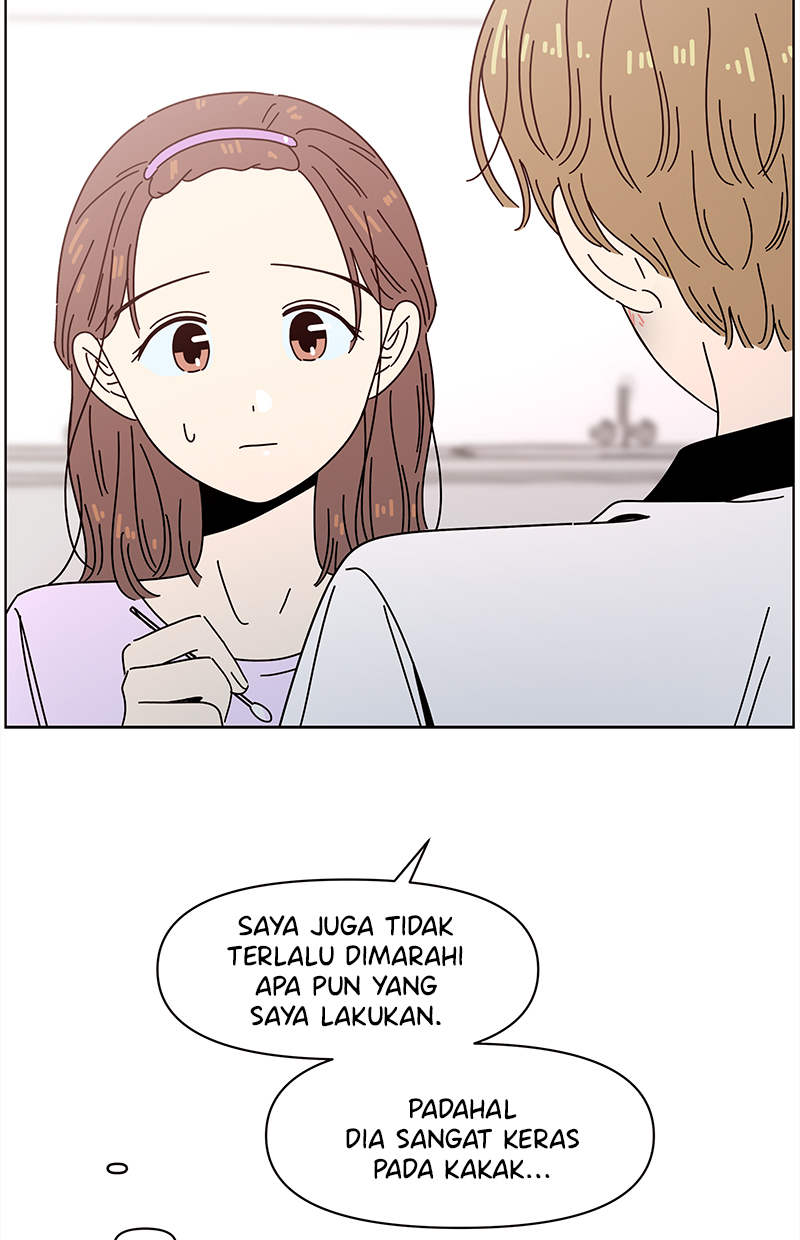 SAYA JUGA TIDAK
TERLALU DIMARAHI
APA PUN YANG
SAYA LAKUKAN.
PADAHAL
DIA SANGAT KERAS
PADA KAKAK...